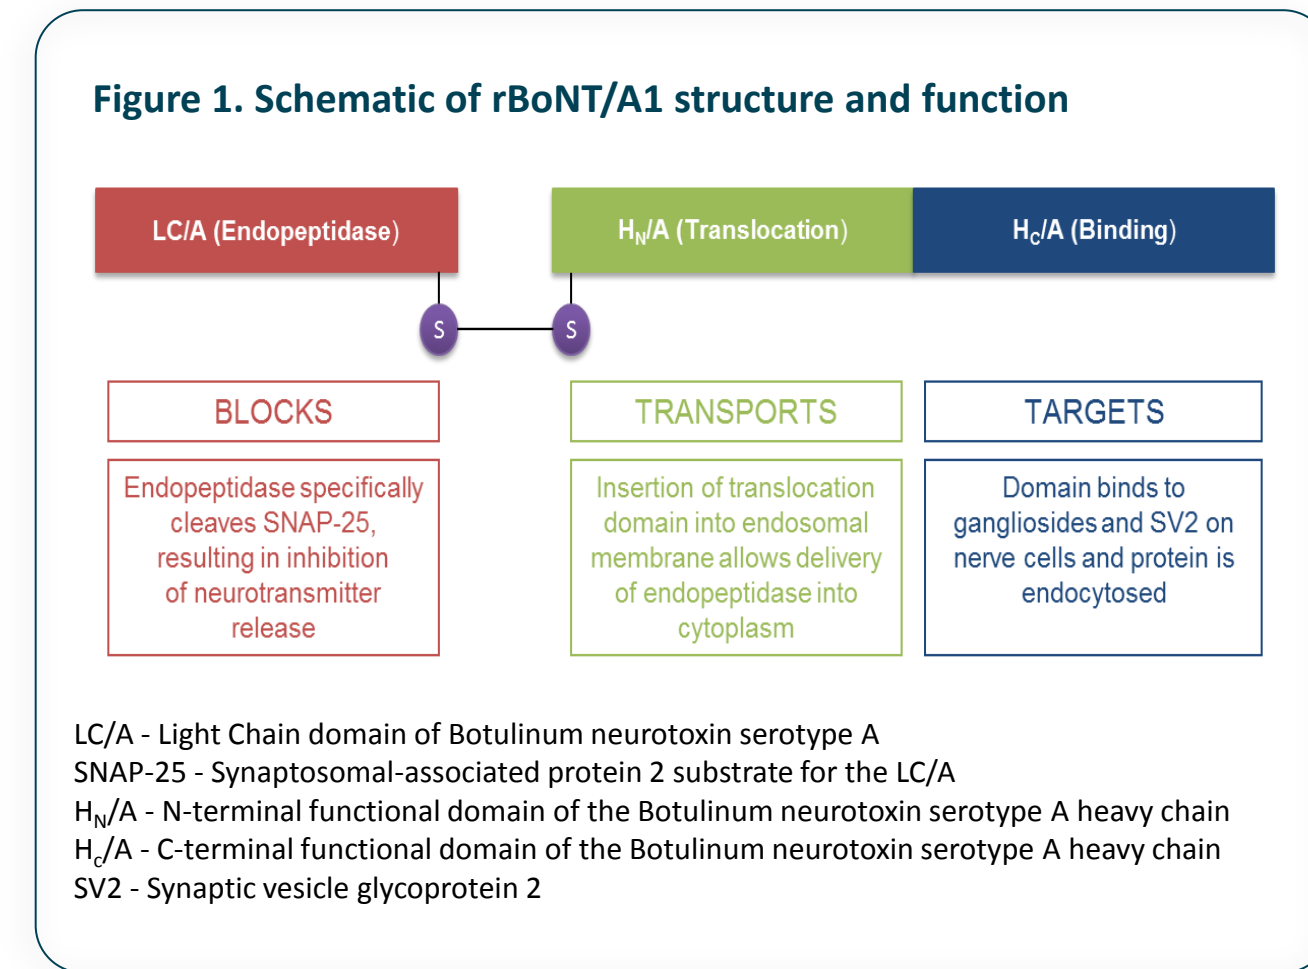 Figure 1. Schematic of rBoNT/A1 structure and function
LC/A (Endopeptidase)
H_N/A (Translocation)
H_C/A (Binding)
S
S
BLOCKS
TRANSPORTS
TARGETS
Endopeptidase specifically
cleaves SNAP-25,
resulting in inhibition
of neurotransmitter
release
Insertion of translocation
domain into endosomal
membrane allows delivery
of endopeptidase into
cytoplasm
Domain binds to
gangliosides and SV2 on
nerve cells and protein is
endocytosed
LC/A - Light Chain domain of Botulinum neurotoxin serotype A
SNAP-25 - Synaptosomal-associated protein 2 substrate for the LC/A
H_N/A - N-terminal functional domain of the Botulinum neurotoxin serotype A heavy chain
H_c/A - C-terminal functional domain of the Botulinum neurotoxin serotype A heavy chain
SV2 - Synaptic vesicle glycoprotein 2